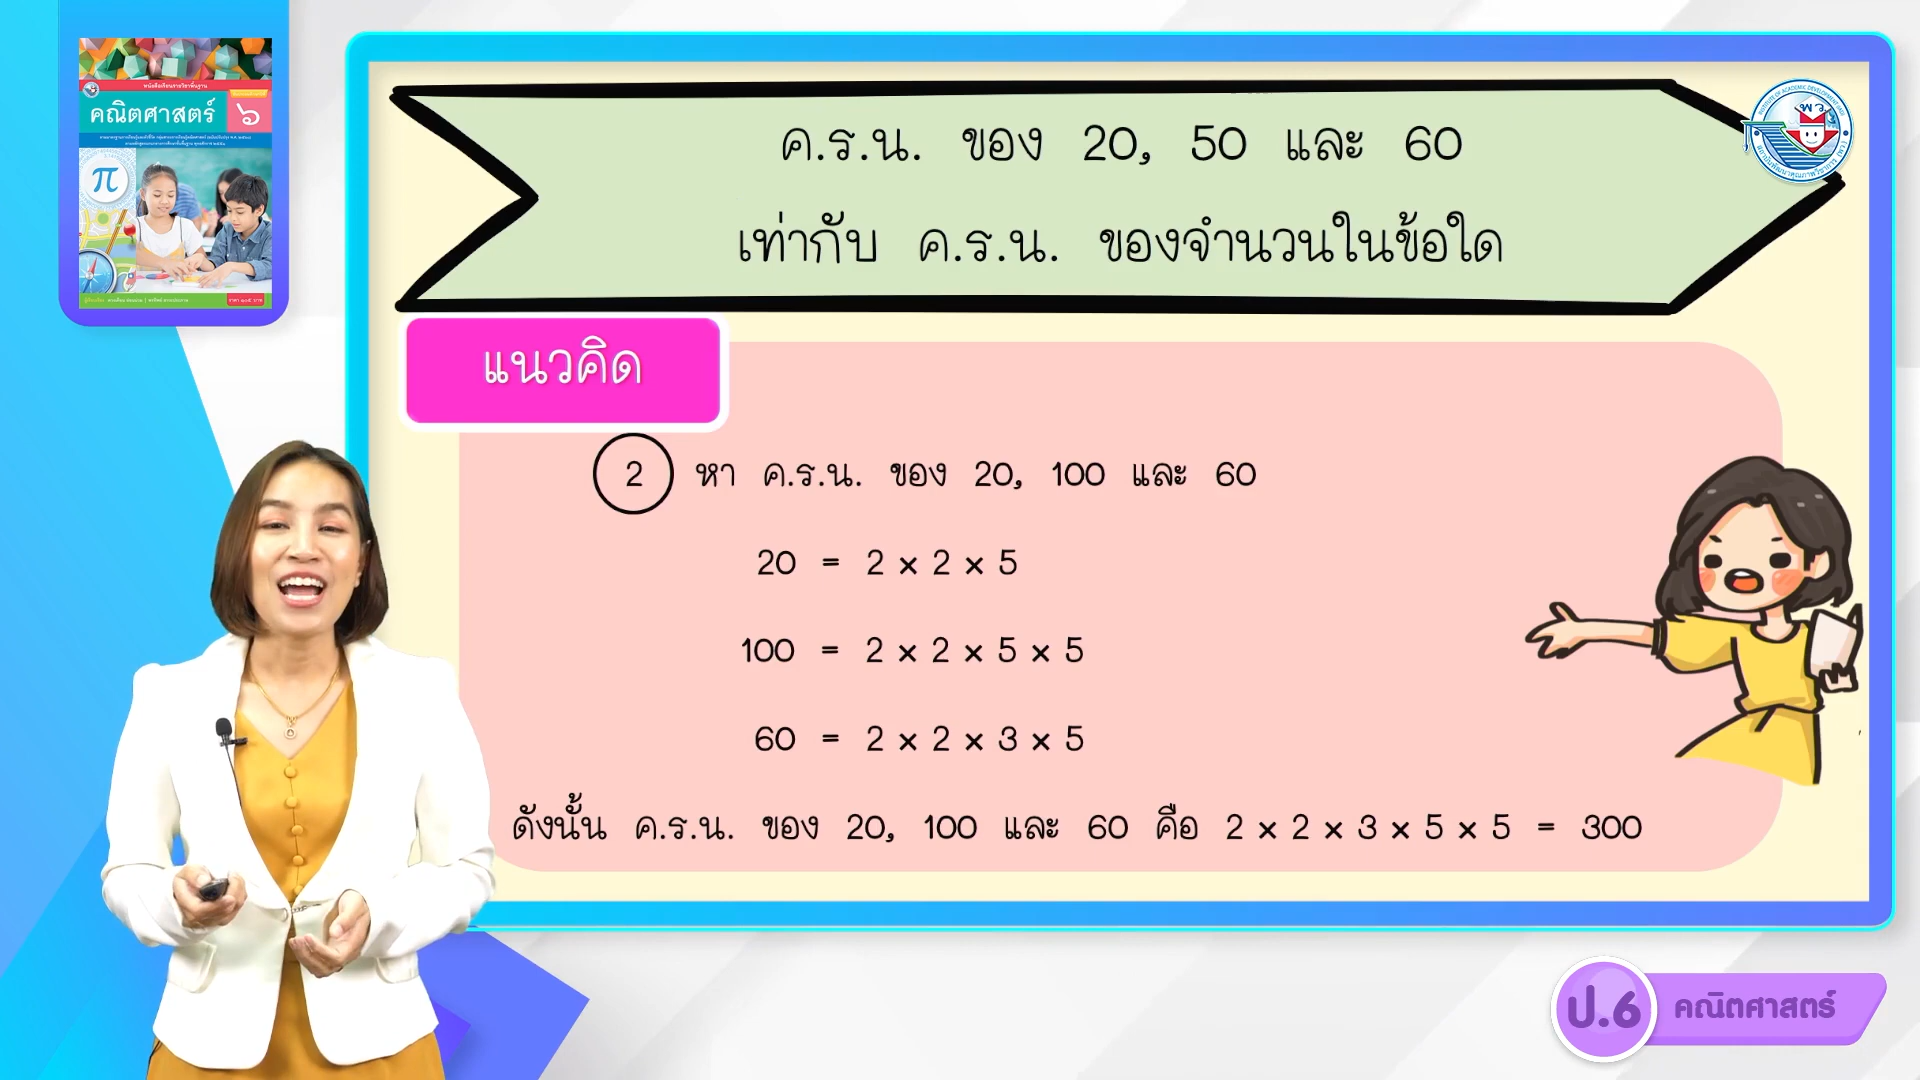 คณิตศาสตร์ ๖
π
ค.ร.น. ของ 20, 50 และ 60
เท่ากับ ค.ร.น. ของจำนวนในข้อใด
พว.
แนวคิด
2 หา ค.ร.น. ของ 20, 100 และ 60
20 = 2 × 2 × 5
100 = 2 × 2 × 5 × 5
60 = 2 × 2 × 3 × 5
ดังนั้น ค.ร.น. ของ 20, 100 และ 60 คือ 2 × 2 × 3 × 5 × 5 = 300
ป.6 คณิตศาสตร์